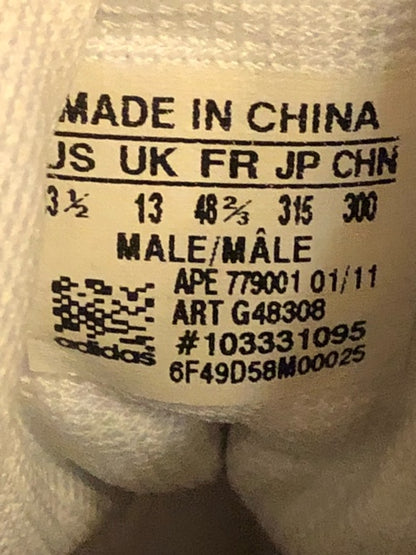 MADE IN CHINA
US UK FR JP CHN
3½ 13 48⅔ 315 300
MALE/MÂLE
APE 779001 01/11
ART G48308
#103331095
adidas
6F49D58M00025